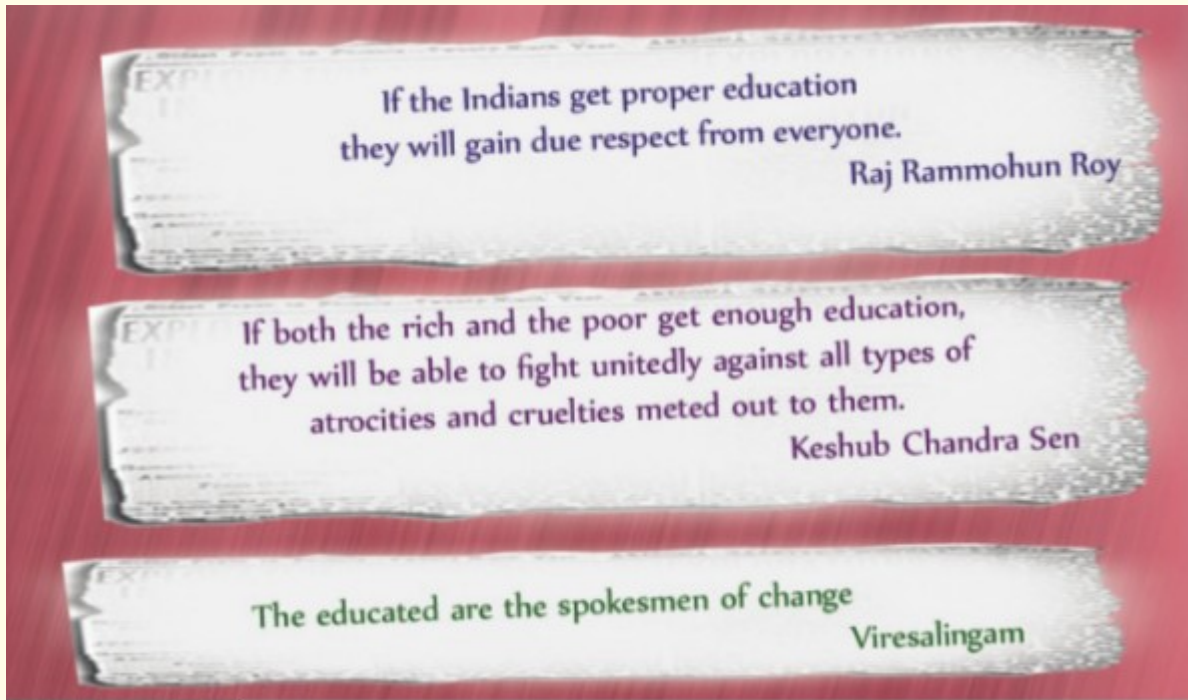 If the Indians get proper education
they will gain due respect from everyone.
Raj Rammohun Roy
If both the rich and the poor get enough education,
they will be able to fight unitedly against all types of
atrocities and cruelties meted out to them.
Keshub Chandra Sen
The educated are the spokesmen of change
Viresalingam